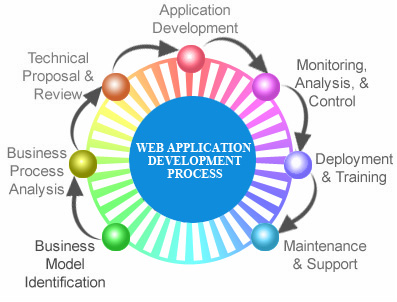 Application
Development
Technical
Proposal &
Review
Monitoring,
Analysis, &
Control
WEB APPLICATION
DEVELOPMENT
PROCESS
Business
Process
Analysis
Deployment
& Training
Business
Model
Identification
Maintenance
& Support